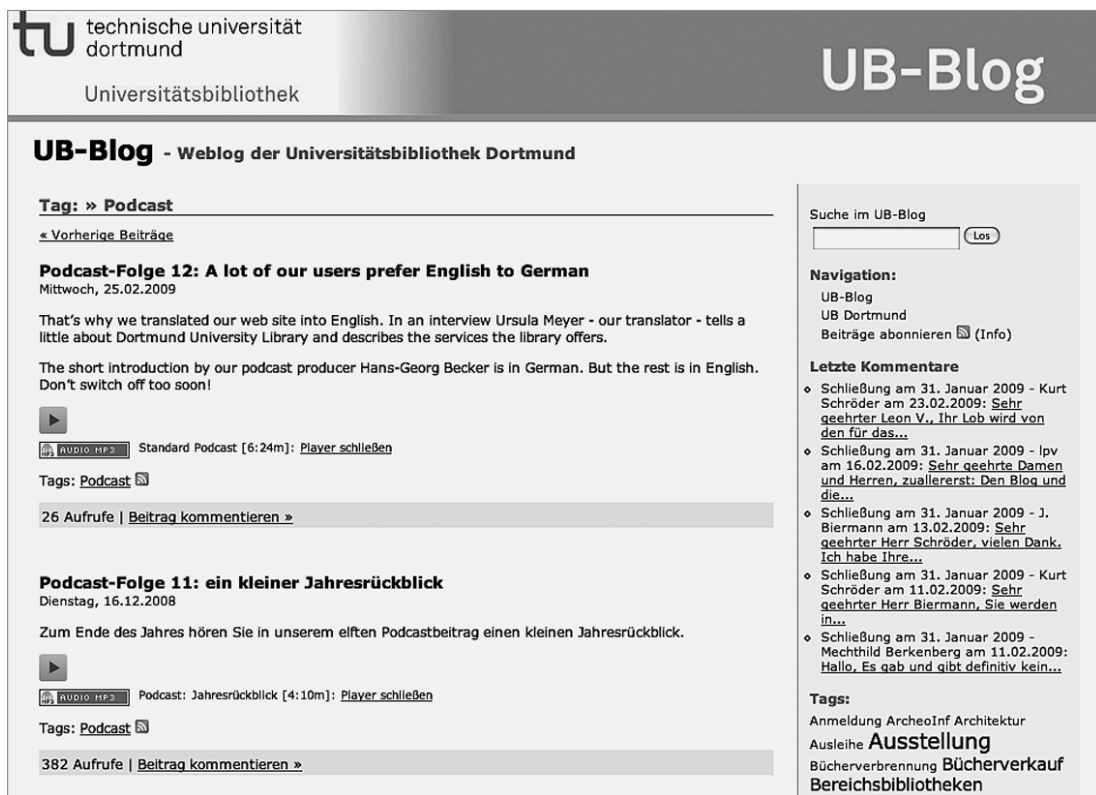 tu technische universität
dortmund
Universitätsbibliothek
UB-Blog
UB-Blog - Weblog der Universitätsbibliothek Dortmund
Tag: » Podcast
« Vorherige Beiträge
Podcast-Folge 12: A lot of our users prefer English to German
Mittwoch, 25.02.2009
That's why we translated our web site into English. In an interview Ursula Meyer - our translator - tells a
little about Dortmund University Library and describes the services the library offers.
The short introduction by our podcast producer Hans-Georg Becker is in German. But the rest is in English.
Don't switch off too soon!
MP3 AUDIO MP3 Standard Podcast [6:24m]: Player schließen
Tags: Podcast
26 Aufrufe | Beitrag kommentieren »
Podcast-Folge 11: ein kleiner Jahresrückblick
Dienstag, 16.12.2008
Zum Ende des Jahres hören Sie in unserem elften Podcastbeitrag einen kleinen Jahresrückblick.
MP3 AUDIO MP3 Podcast: Jahresrückblick [4:10m]: Player schließen
Tags: Podcast
382 Aufrufe | Beitrag kommentieren »
Suche im UB-Blog
Los
Navigation:
UB-Blog
UB Dortmund
Beiträge abonnieren (Info)
Letzte Kommentare
Schließung am 31. Januar 2009 - Kurt
Schröder am 23.02.2009: Sehr
geehrter Leon V., Ihr Lob wird von
den für das...
Schließung am 31. Januar 2009 - lpv
am 16.02.2009: Sehr geehrte Damen
und Herren, zuallererst: Den Blog und
die...
Schließung am 31. Januar 2009 - J.
Biermann am 13.02.2009: Sehr
geehrter Herr Schröder, vielen Dank.
Ich habe Ihre...
Schließung am 31. Januar 2009 - Kurt
Schröder am 11.02.2009: Sehr
geehrter Herr Biermann, Sie werden
in...
Schließung am 31. Januar 2009 -
Mechthild Berkenberg am 11.02.2009:
Hallo, Es gab und gibt definitiv kein...
Tags:
Anmeldung ArcheoInf Architektur
Ausleihe Ausstellung
Bücherverbrennung Bücherverkauf
Bereichsbibliotheken